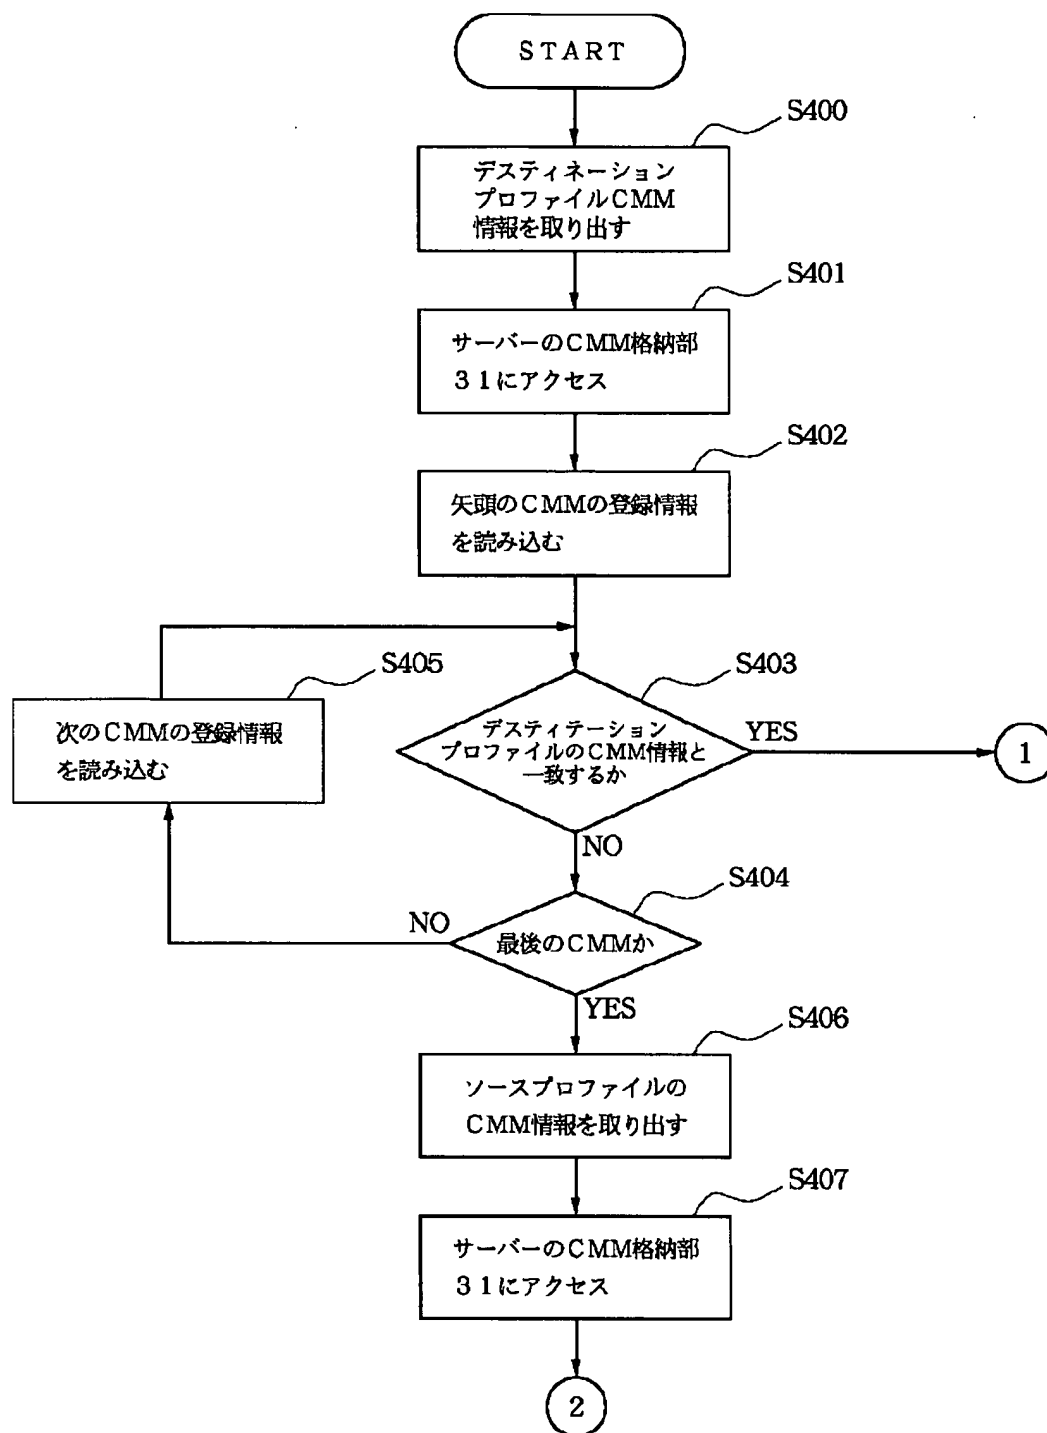 START
S400
デスティネーション
プロファイルCMM
情報を取り出す
S401
サーバーのCMM格納部
31にアクセス
S402
矢頭のCMMの登録情報
を読み込む
S405
次のCMMの登録情報
を読み込む
S403
デスティテーション
プロファイルのCMM情報と
一致するか
YES
1
NO
S404
最後のCMMか
NO
YES
S406
ソースプロファイルの
CMM情報を取り出す
S407
サーバーのCMM格納部
31にアクセス
2